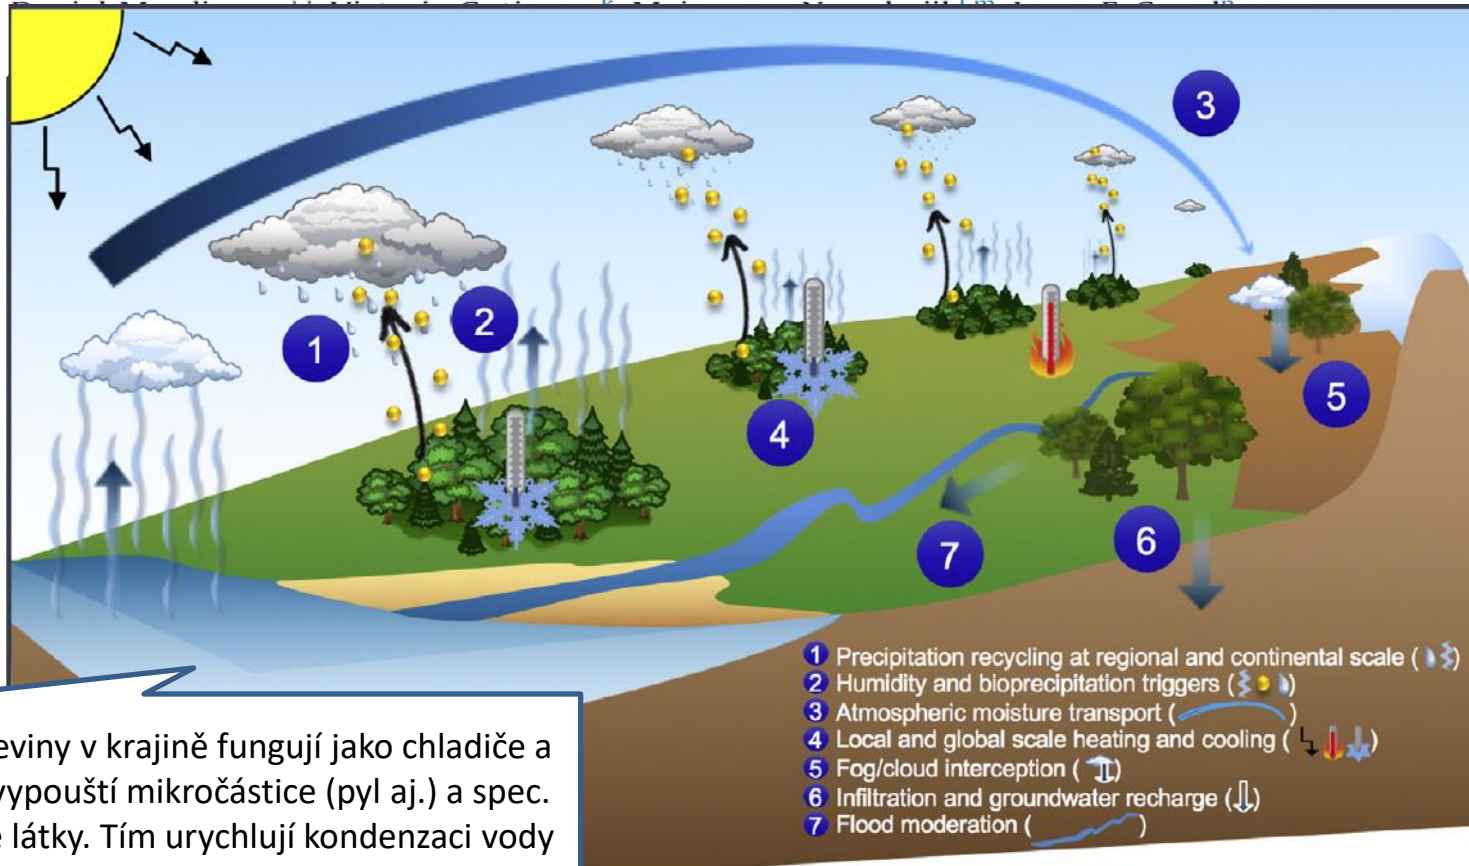 1
2
3
4
5
6
7
1 Precipitation recycling at regional and continental scale ( )
2 Humidity and bioprecipitation triggers ( )
3 Atmospheric moisture transport ( )
4 Local and global scale heating and cooling ( )
5 Fog/cloud interception ( )
6 Infiltration and groundwater recharge ( )
7 Flood moderation ( )
v krajině fungují jako chladiče a
vypouští mikročástice (pyl aj.) a spec.
látky. Tím urychlují kondenzaci vody